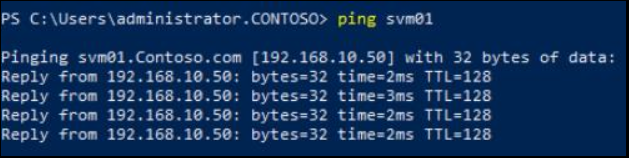 PS C:\Users\administrator.CONTOSO> ping svm01
Pinging svm01.Contoso.com [192.168.10.50] with 32 bytes of data:
Reply from 192.168.10.50: bytes=32 time=2ms TTL=128
Reply from 192.168.10.50: bytes=32 time=3ms TTL=128
Reply from 192.168.10.50: bytes=32 time=2ms TTL=128
Reply from 192.168.10.50: bytes=32 time=2ms TTL=128